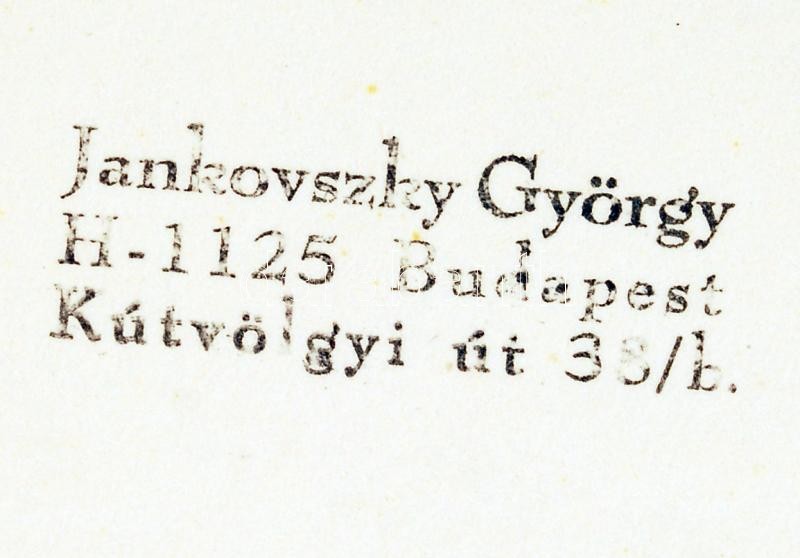 Jankovszky György
H-1125 Budapest
Kútvölgyi út 38/b.